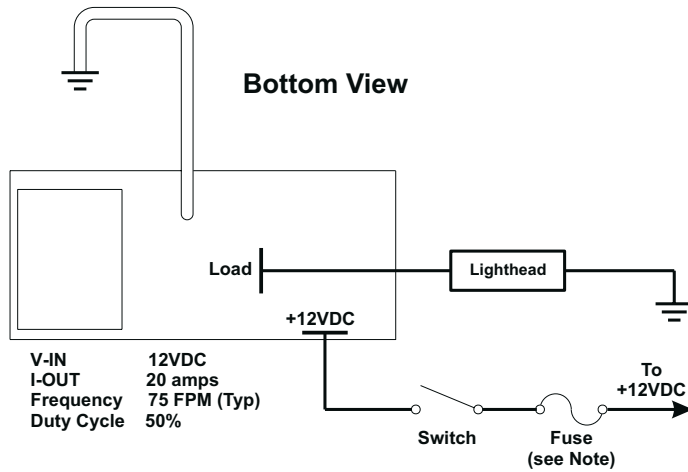 Bottom View
Load
Lighthead
+12VDC
V-IN 12VDC
I-OUT 20 amps
Frequency 75 FPM (Typ)
Duty Cycle 50%
To
+12VDC
Switch
Fuse
(see Note)